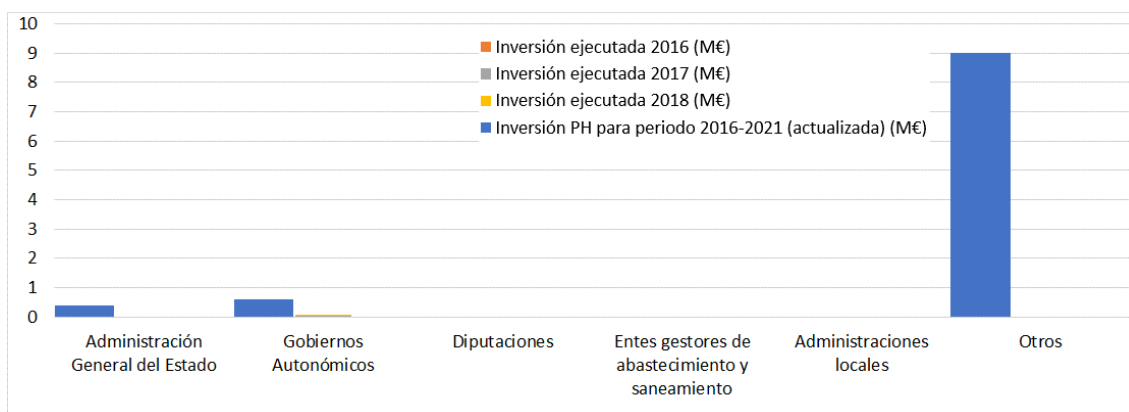 10
9
8
7
6
5
4
3
2
1
0
Inversión ejecutada 2016 (M€)
Inversión ejecutada 2017 (M€)
Inversión ejecutada 2018 (M€)
Inversión PH para periodo 2016-2021 (actualizada) (M€)
Administración
General del Estado
Gobiernos
Autonómicos
Diputaciones
Entes gestores de
abastecimiento y
saneamiento
Administraciones
locales
Otros